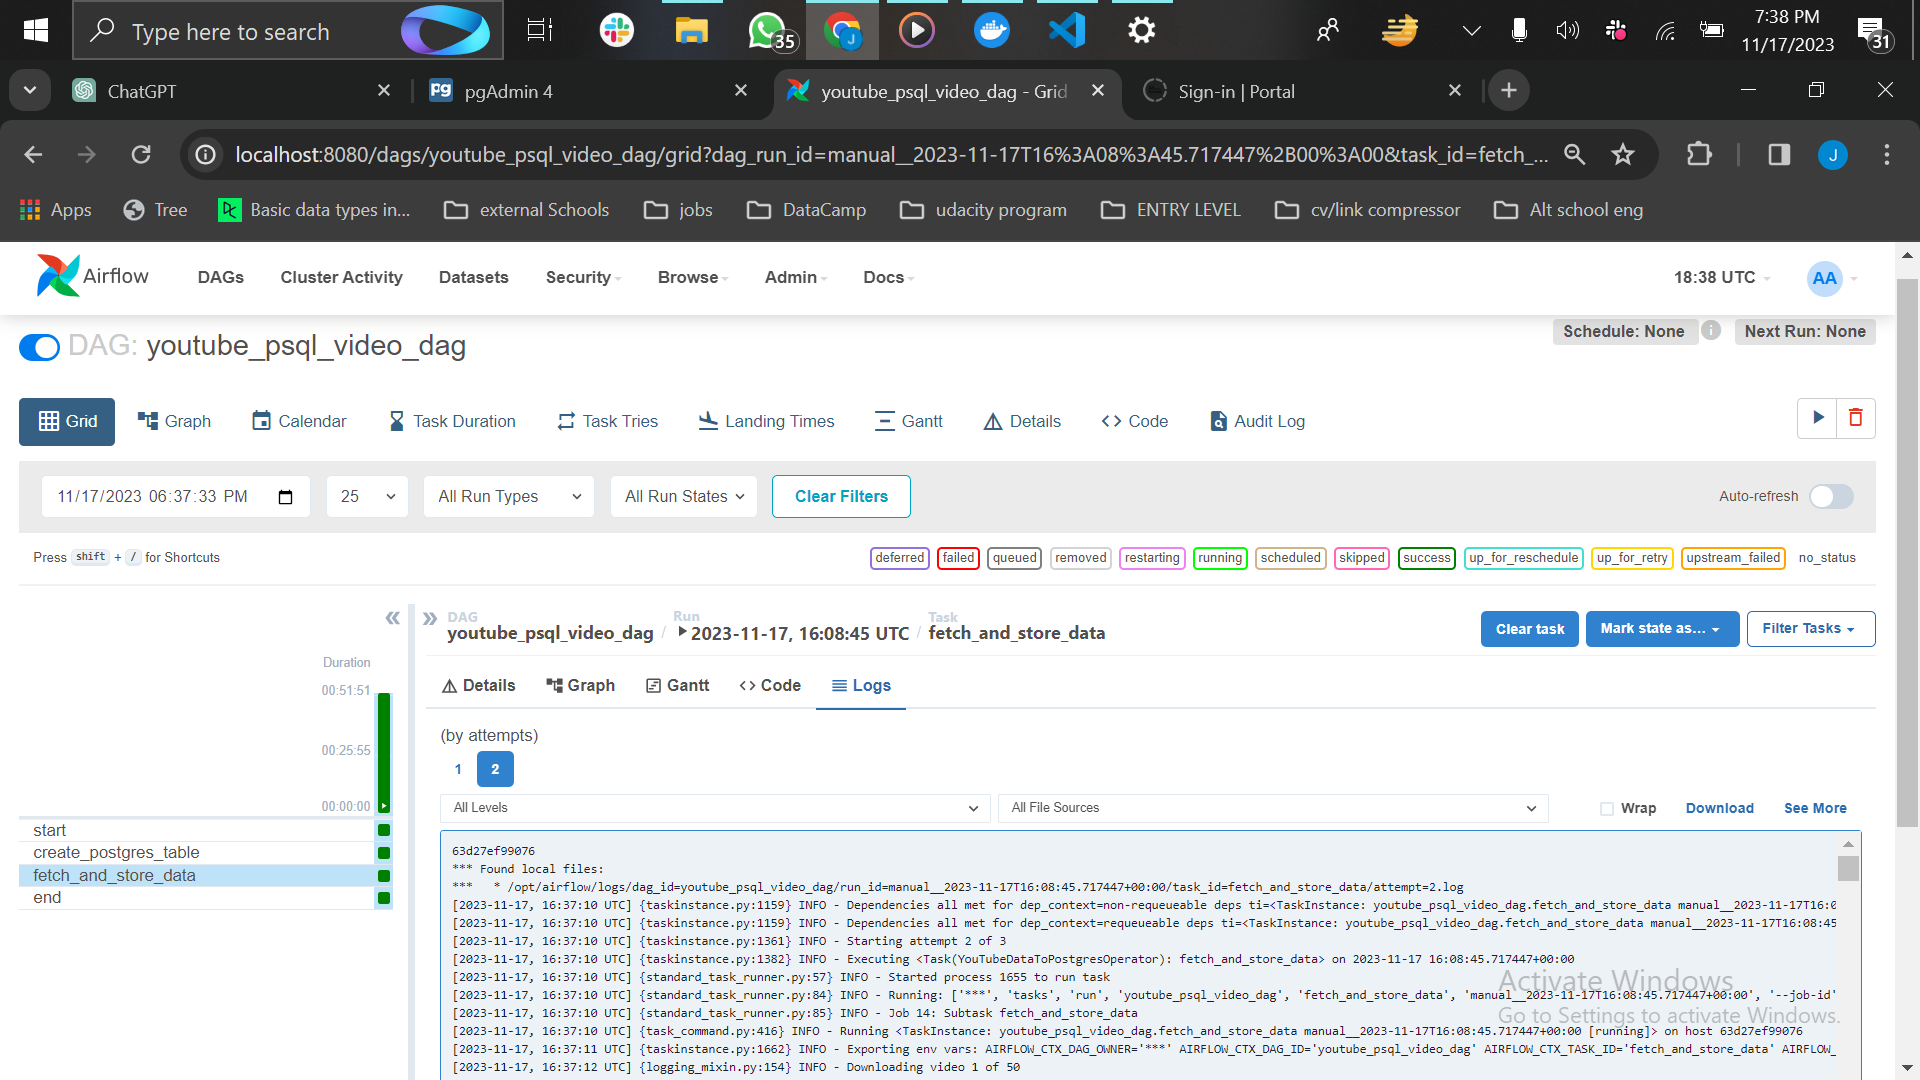 Type here to search
35
7:38 PM
11/17/2023
31
ChatGPT
pgAdmin 4
youtube_psql_video_dag - Grid
Sign-in | Portal
localhost:8080/dags/youtube_psql_video_dag/grid?dag_run_id=manual__2023-11-17T16%3A08%3A45.717447%2B00%3A00&task_id=fetch_...
J
Apps
Tree
Basic data types in...
external Schools
jobs
DataCamp
udacity program
ENTRY LEVEL
cv/link compressor
Alt school eng
Airflow
DAGs
Cluster Activity
Datasets
Security
Browse
Admin
Docs
18:38 UTC
AA
DAG: youtube_psql_video_dag
Schedule: None
Next Run: None
Grid
Graph
Calendar
Task Duration
Task Tries
Landing Times
Gantt
Details
Code
Audit Log
11/17/2023 06:37:33 PM
25
All Run Types
All Run States
Clear Filters
Auto-refresh
Press shift + / for Shortcuts
deferred
failed
queued
removed
restarting
running
scheduled
skipped
success
up_for_reschedule
up_for_retry
upstream_failed
no_status
Duration
00:51:51
00:25:55
00:00:00
start
create_postgres_table
fetch_and_store_data
end
DAG
youtube_psql_video_dag
Run
2023-11-17, 16:08:45 UTC
Task
fetch_and_store_data
Clear task
Mark state as...
Filter Tasks
Details
Graph
Gantt
Code
Logs
(by attempts)
1
2
All Levels
All File Sources
Wrap
Download
See More
63d27ef99076
*** Found local files:
***   * /opt/airflow/logs/dag_id=youtube_psql_video_dag/run_id=manual__2023-11-17T16:08:45.717447+00:00/task_id=fetch_and_store_data/attempt=2.log
[2023-11-17, 16:37:10 UTC] {taskinstance.py:1159} INFO - Dependencies all met for dep_context=non-requeueable deps ti=<TaskInstance: youtube_psql_video_dag.fetch_and_store_data manual__2023-11-17T16:0
[2023-11-17, 16:37:10 UTC] {taskinstance.py:1159} INFO - Dependencies all met for dep_context=requeueable deps ti=<TaskInstance: youtube_psql_video_dag.fetch_and_store_data manual__2023-11-17T16:08:45
[2023-11-17, 16:37:10 UTC] {taskinstance.py:1361} INFO - Starting attempt 2 of 3
[2023-11-17, 16:37:10 UTC] {taskinstance.py:1382} INFO - Executing <Task(YouTubeDataToPostgresOperator): fetch_and_store_data> on 2023-11-17 16:08:45.717447+00:00
[2023-11-17, 16:37:10 UTC] {standard_task_runner.py:57} INFO - Started process 1655 to run task
[2023-11-17, 16:37:10 UTC] {standard_task_runner.py:84} INFO - Running: ['***', 'tasks', 'run', 'youtube_psql_video_dag', 'fetch_and_store_data', 'manual__2023-11-17T16:08:45.717447+00:00', '--job-id'
[2023-11-17, 16:37:10 UTC] {standard_task_runner.py:85} INFO - Job 14: Subtask fetch_and_store_data
[2023-11-17, 16:37:10 UTC] {task_command.py:416} INFO - Running <TaskInstance: youtube_psql_video_dag.fetch_and_store_data manual__2023-11-17T16:08:45.717447+00:00 [running]> on host 63d27ef99076
[2023-11-17, 16:37:11 UTC] {taskinstance.py:1662} INFO - Exporting env vars: AIRFLOW_CTX_DAG_OWNER='***' AIRFLOW_CTX_DAG_ID='youtube_psql_video_dag' AIRFLOW_CTX_TASK_ID='fetch_and_store_data' AIRFLOW_
[2023-11-17, 16:37:12 UTC] {logging_mixin.py:154} INFO - Downloading video 1 of 50
Activate Windows
Go to Settings to activate Windows.